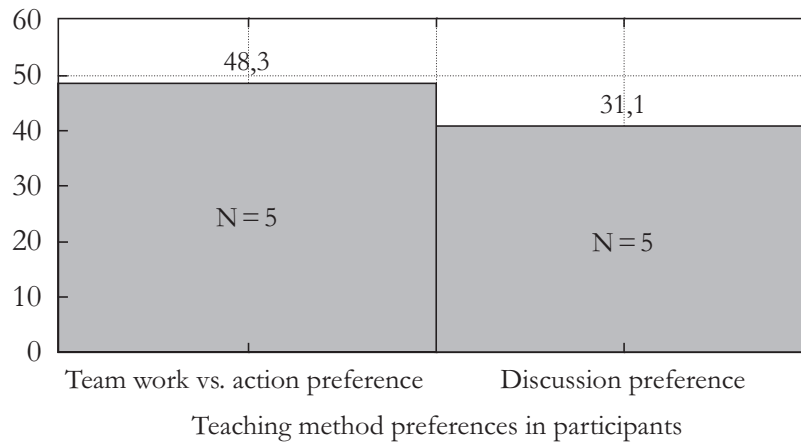 60
48,3
50
31,1
40
30
N = 5
N = 5
20
10
0
Team work vs. action preference Discussion preference
Teaching method preferences in participants